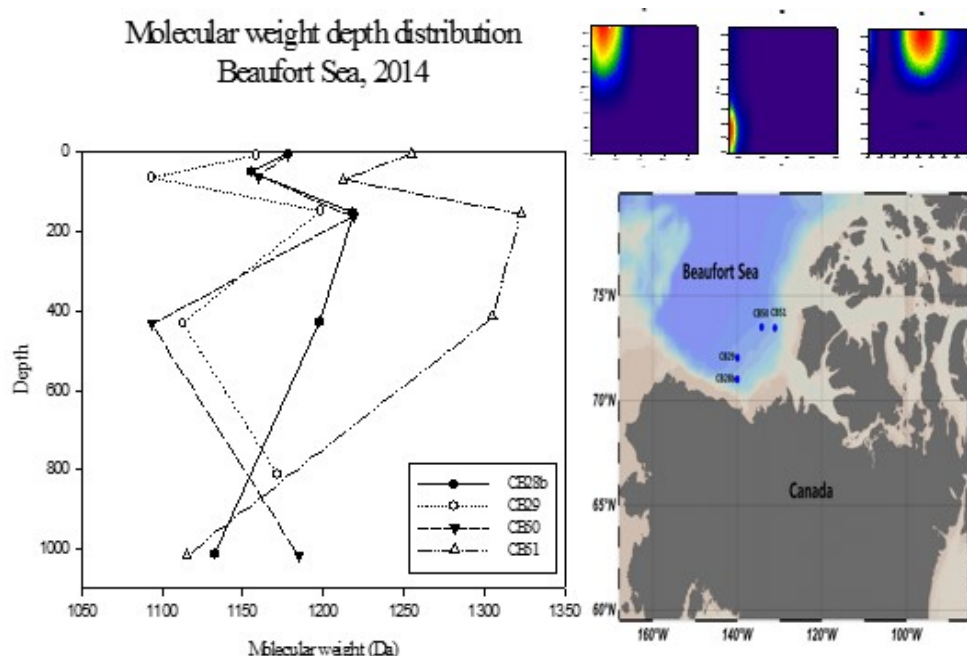 Molecular weight depth distribution
Beaufort Sea, 2014
0
200
400
600
800
1000
Depth
CB28b
CB29
CB50
CB51
1050
1100
1150
1200
1250
1300
1350
Molecular weight (Da)
Beaufort Sea
CB50
CB51
CB29
CB28b
Canada
75°N
70°N
65°N
60°N
160°W
140°W
120°W
100°W